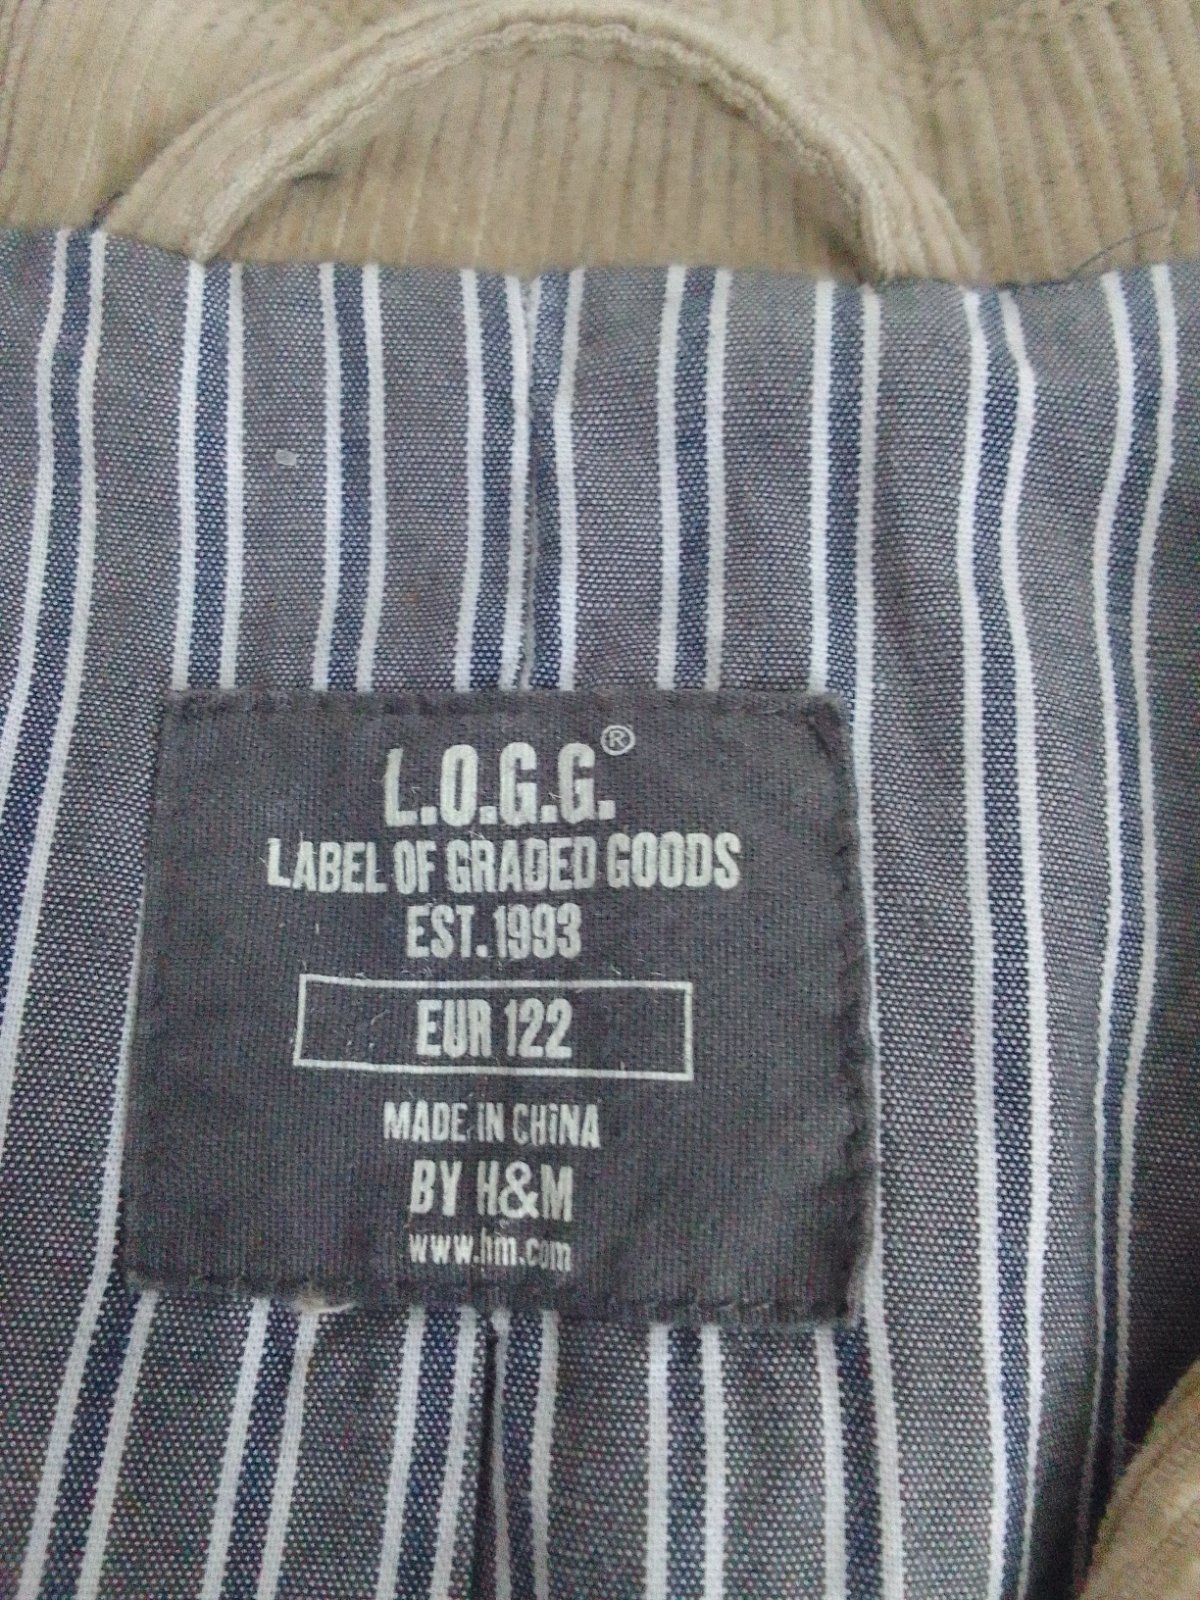 L.O.G.G.®
LABEL OF GRADED GOODS
EST. 1993
EUR 122
MADE IN CHINA
BY H&M
www.hm.com